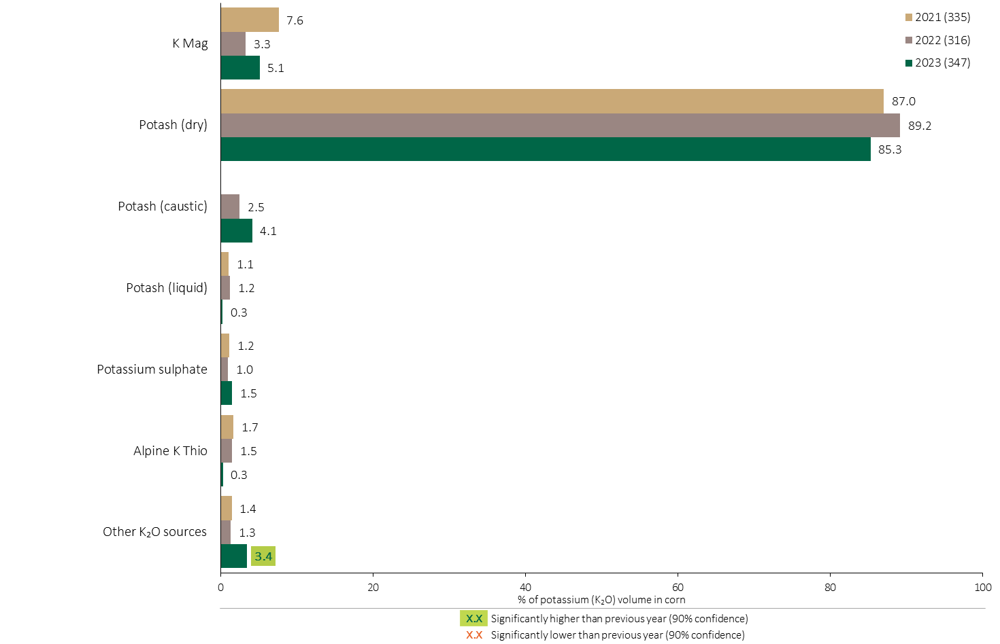 2021 (335)
2022 (316)
2023 (347)
K Mag
7.6
3.3
5.1
Potash (dry)
87.0
89.2
85.3
Potash (caustic)
2.5
4.1
Potash (liquid)
1.1
1.2
0.3
Potassium sulphate
1.2
1.0
1.5
Alpine K Thio
1.7
1.5
0.3
Other K₂O sources
1.4
1.3
3.4
0 20 40 60 80 100
% of potassium (K₂O) volume in corn
X.X Significantly higher than previous year (90% confidence)
X.X Significantly lower than previous year (90% confidence)